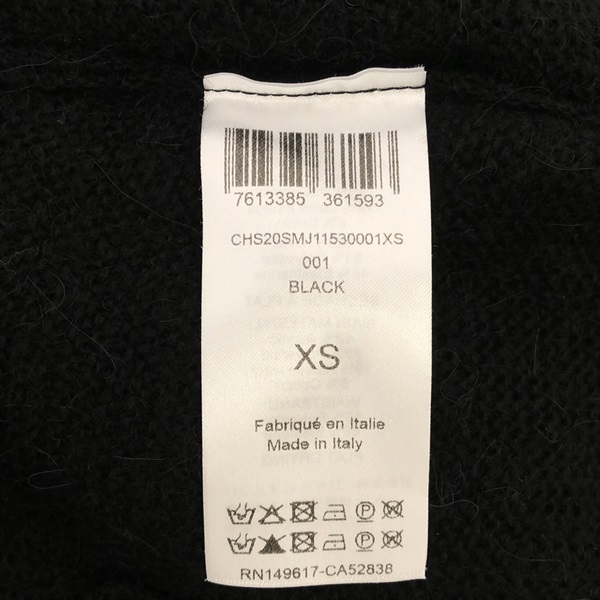 7613385 361593
CHS20SMJ11530001XS
001
BLACK
XS
Fabriqué en Italie
Made in Italy
RN149617-CA52838